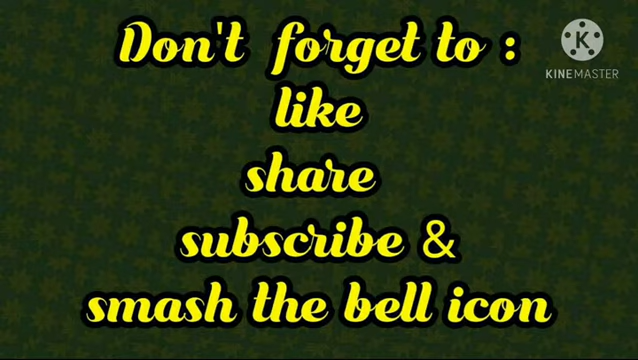 Don't forget to :
KINEMASTER
like
share
subscribe &
smash the bell icon